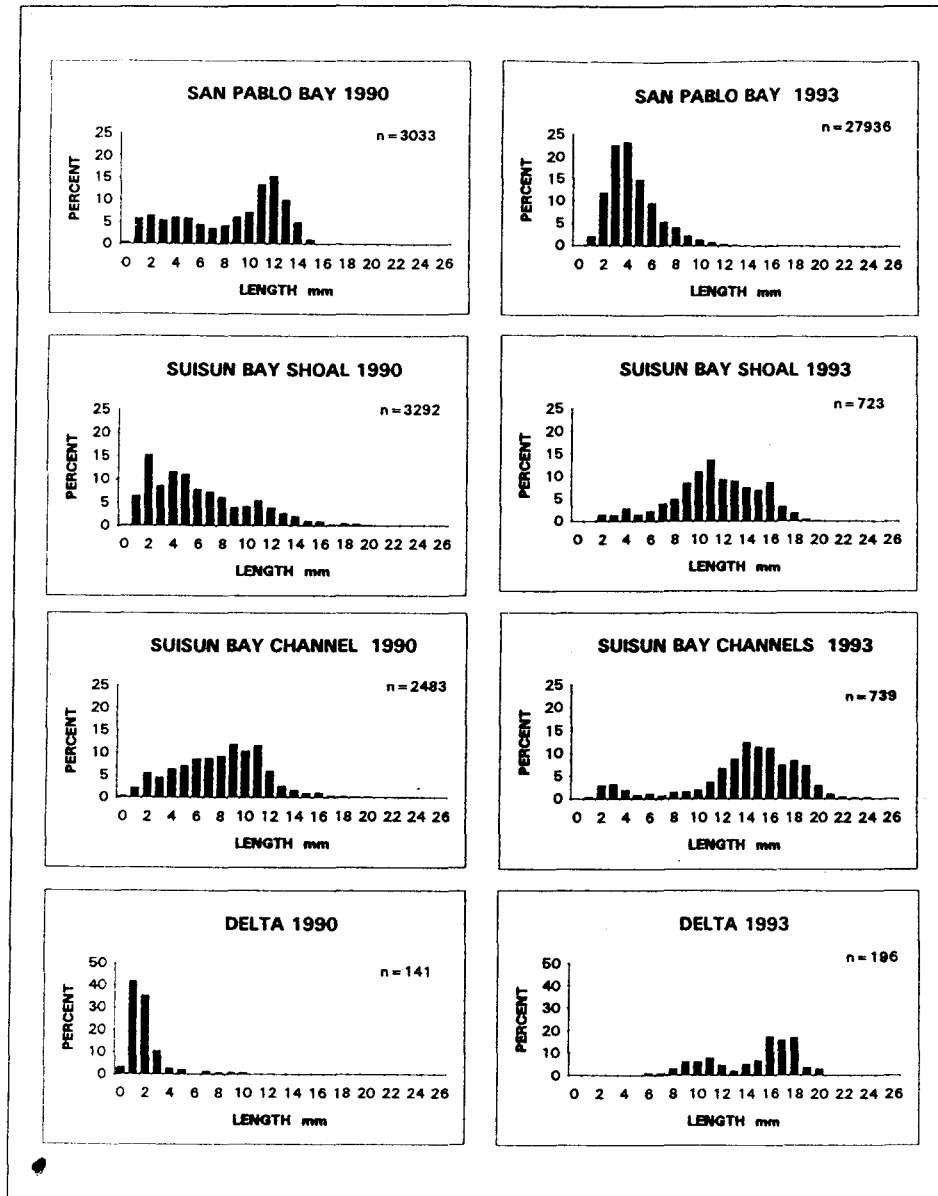 SAN PABLO BAY 1990
n=3033
PERCENT
25
20
15
10
5
0
0 2 4 6 8 10 12 14 16 18 20 22 24 26
LENGTH mm
SAN PABLO BAY 1993
n=27936
PERCENT
25
20
15
10
5
0
0 2 4 6 8 10 12 14 16 18 20 22 24 26
LENGTH mm
SUISUN BAY SHOAL 1990
n=3292
PERCENT
25
20
15
10
5
0
0 2 4 6 8 10 12 14 16 18 20 22 24 26
LENGTH mm
SUISUN BAY SHOAL 1993
n=723
PERCENT
25
20
15
10
5
0
0 2 4 6 8 10 12 14 16 18 20 22 24 26
LENGTH mm
SUISUN BAY CHANNEL 1990
n=2483
PERCENT
25
20
15
10
5
0
0 2 4 6 8 10 12 14 16 18 20 22 24 26
LENGTH mm
SUISUN BAY CHANNELS 1993
n=739
PERCENT
25
20
15
10
5
0
0 2 4 6 8 10 12 14 16 18 20 22 24 26
LENGTH mm
DELTA 1990
n=141
PERCENT
50
40
30
20
10
0
0 2 4 6 8 10 12 14 16 18 20 22 24 26
LENGTH mm
DELTA 1993
n=196
PERCENT
50
40
30
20
10
0
0 2 4 6 8 10 12 14 16 18 20 22 24 26
LENGTH mm